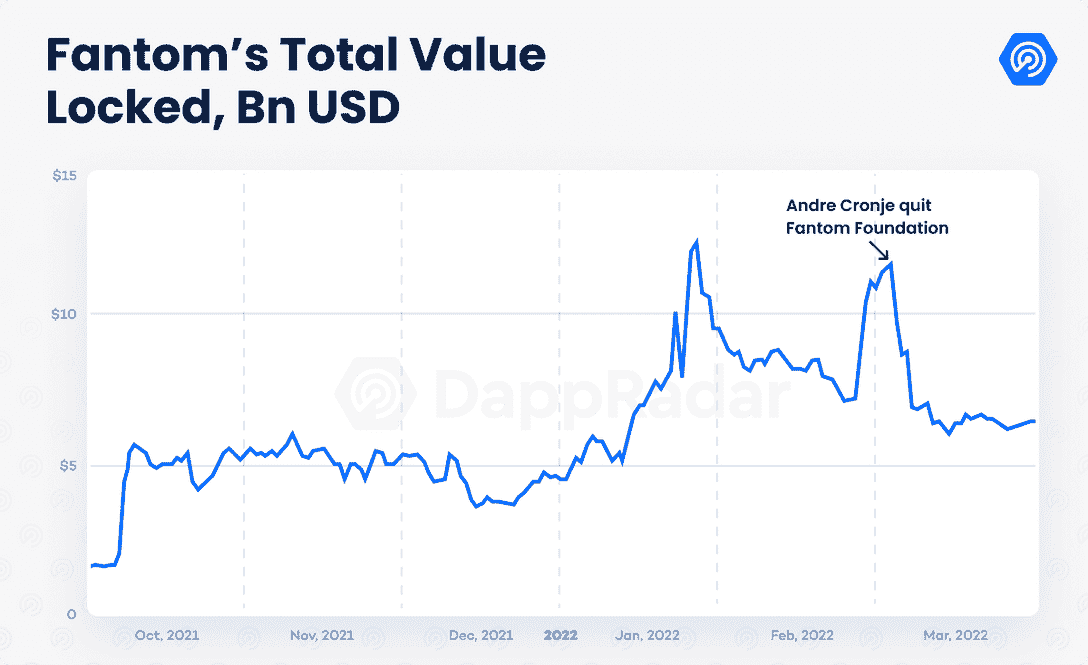 Fantom's Total Value
Locked, Bn USD
$15
Andre Cronje quit
Fantom Foundation
$10
DappRadar
$5
0
Oct, 2021
Nov, 2021
Dec, 2021
2022
Jan, 2022
Feb, 2022
Mar, 2022